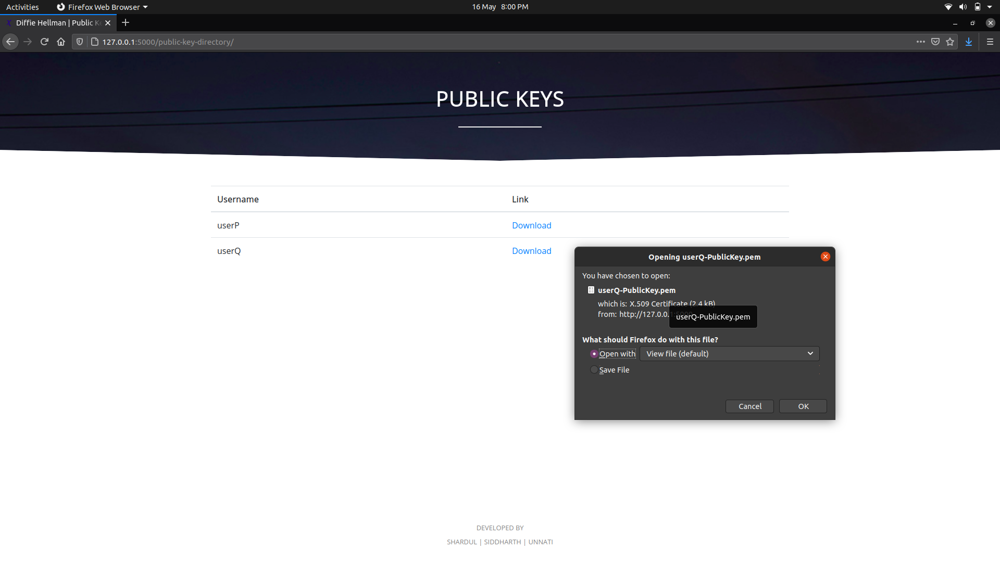 Activities Firefox Web Browser 16 May 8:00 PM
Diffie Hellman | Public Ke
127.0.0.1:5000/public-key-directory/
PUBLIC KEYS
Username Link
userP Download
userQ Download
Opening userQ-PublicKey.pem
You have chosen to open:
userQ-PublicKey.pem
which is: X.509 Certificate (2.4 kB)
from: http://127.0.0.1:5000
userQ-PublicKey.pem
What should Firefox do with this file?
Open with View file (default)
Save File
Cancel OK
DEVELOPED BY
SHARDUL | SIDDHARTH | UNNATI